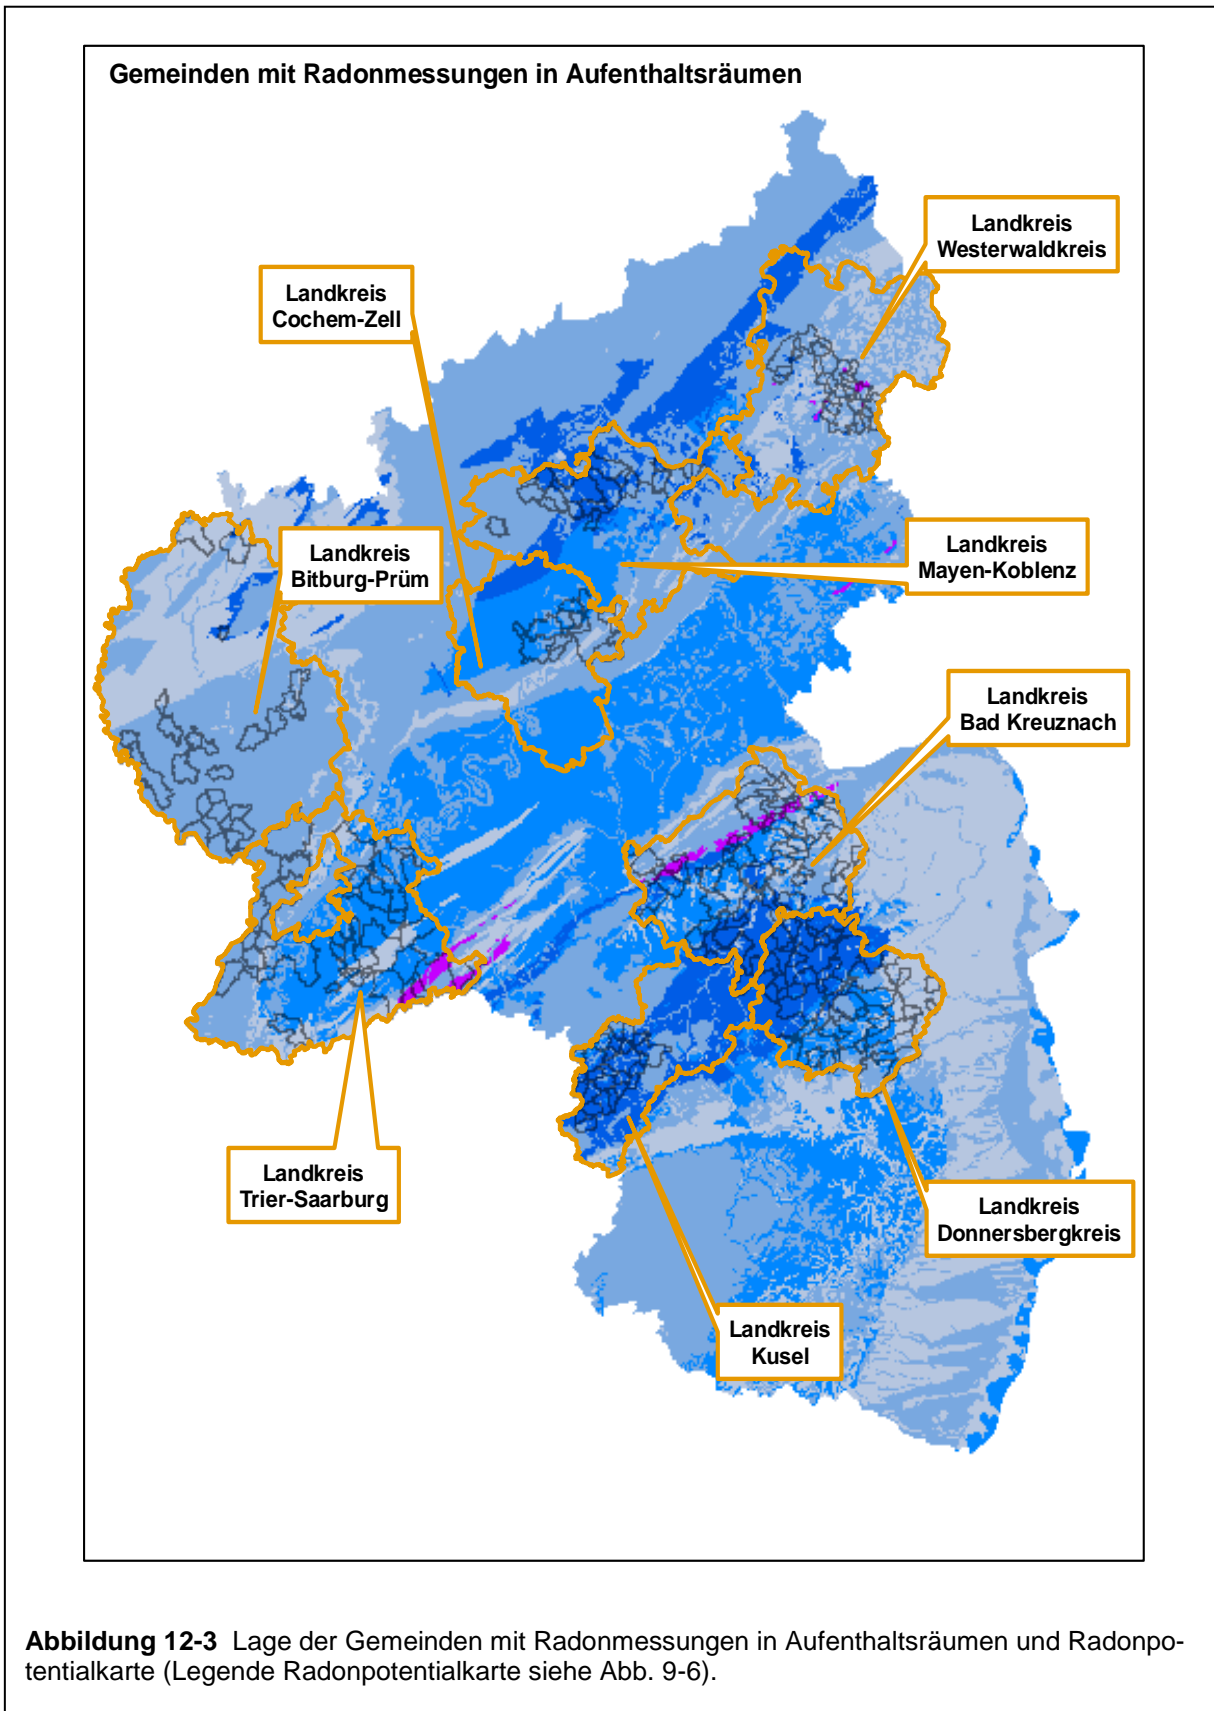 Gemeinden mit Radonmessungen in Aufenthaltsräumen
Landkreis
Westerwaldkreis
Landkreis
Cochem-Zell
Landkreis
Bitburg-Prüm
Landkreis
Mayen-Koblenz
Landkreis
Bad Kreuznach
Landkreis
Trier-Saarburg
Landkreis
Donnersbergkreis
Landkreis
Kusel
Abbildung 12-3 Lage der Gemeinden mit Radonmessungen in Aufenthaltsräumen und Radonpo-
tentialkarte (Legende Radonpotentialkarte siehe Abb. 9-6).